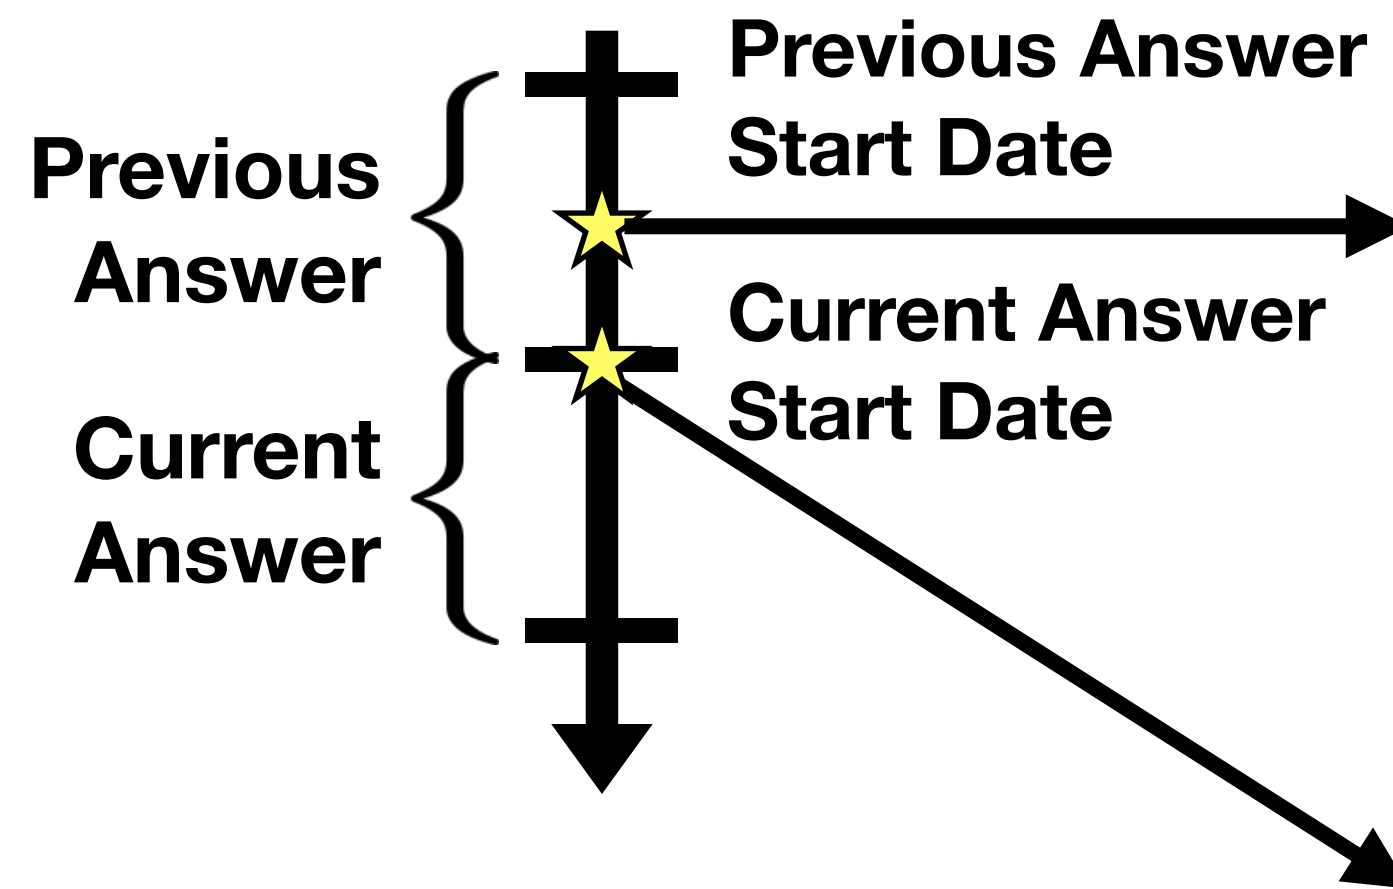 Previous Answer
Start Date
Previous
Answer
Current Answer
Start Date
Current
Answer